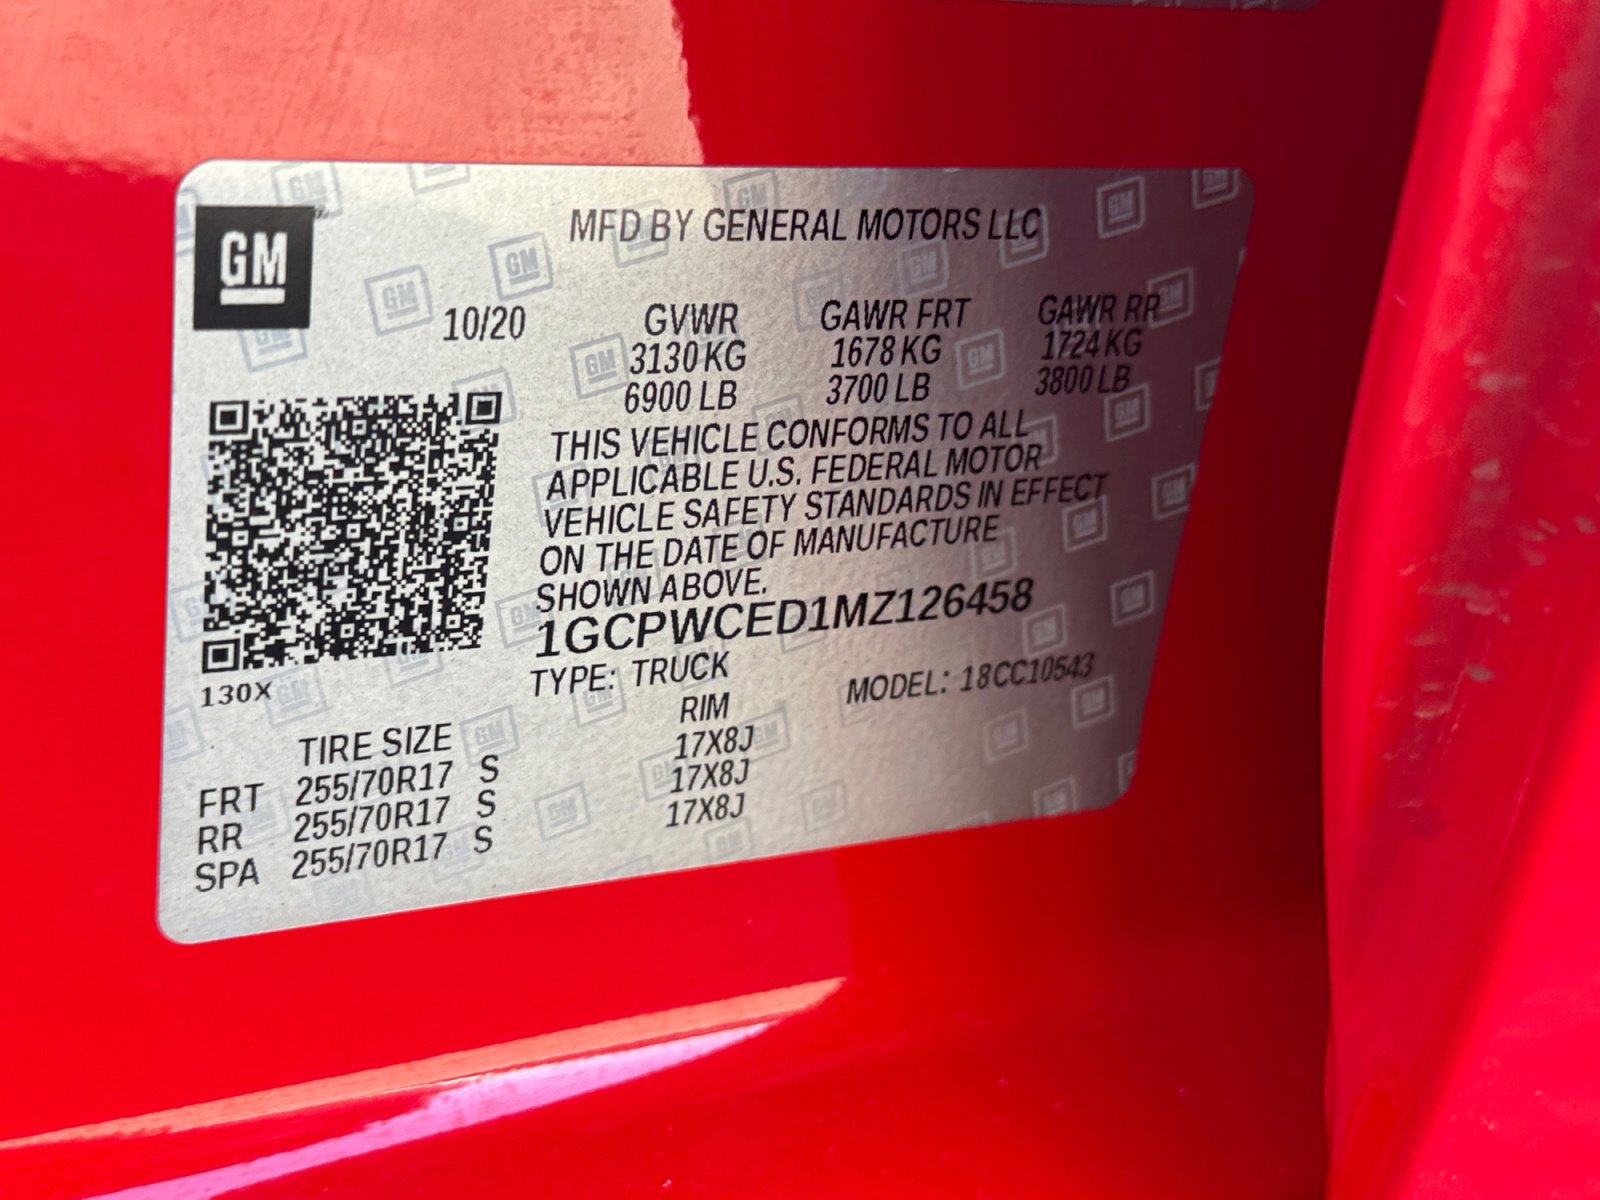 GM
MFD BY GENERAL MOTORS LLC
10/20 GVWR GAWR FRT GAWR RR
3130 KG 1678 KG 1724 KG
6900 LB 3700 LB 3800 LB
THIS VEHICLE CONFORMS TO ALL
APPLICABLE U.S. FEDERAL MOTOR
VEHICLE SAFETY STANDARDS IN EFFECT
ON THE DATE OF MANUFACTURE
SHOWN ABOVE.
1GCPWCED1MZ126458
TYPE: TRUCK MODEL: 18CC10543
130X
TIRE SIZE RIM
FRT 255/70R17 S 17X8J
RR 255/70R17 S 17X8J
SPA 255/70R17 S 17X8J